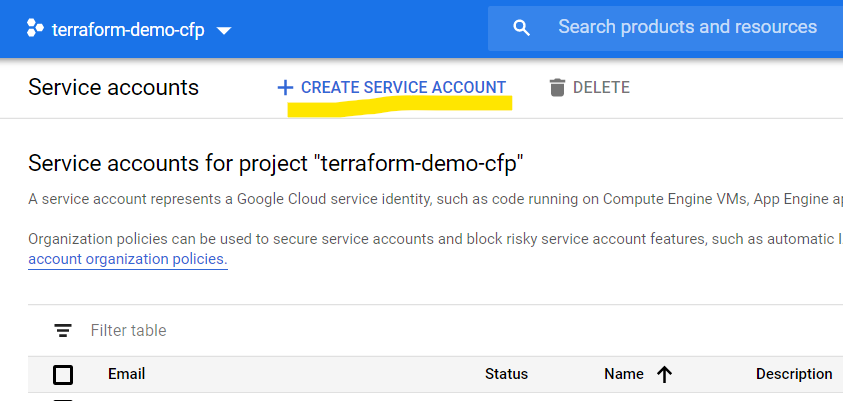 terraform-demo-cfp
Search products and resources
Service accounts
CREATE SERVICE ACCOUNT
DELETE
Service accounts for project "terraform-demo-cfp"
A service account represents a Google Cloud service identity, such as code running on Compute Engine VMs, App Engine
Organization policies can be used to secure service accounts and block risky service account features, such as automatic
account organization policies.
Filter table
Email Status Name Description